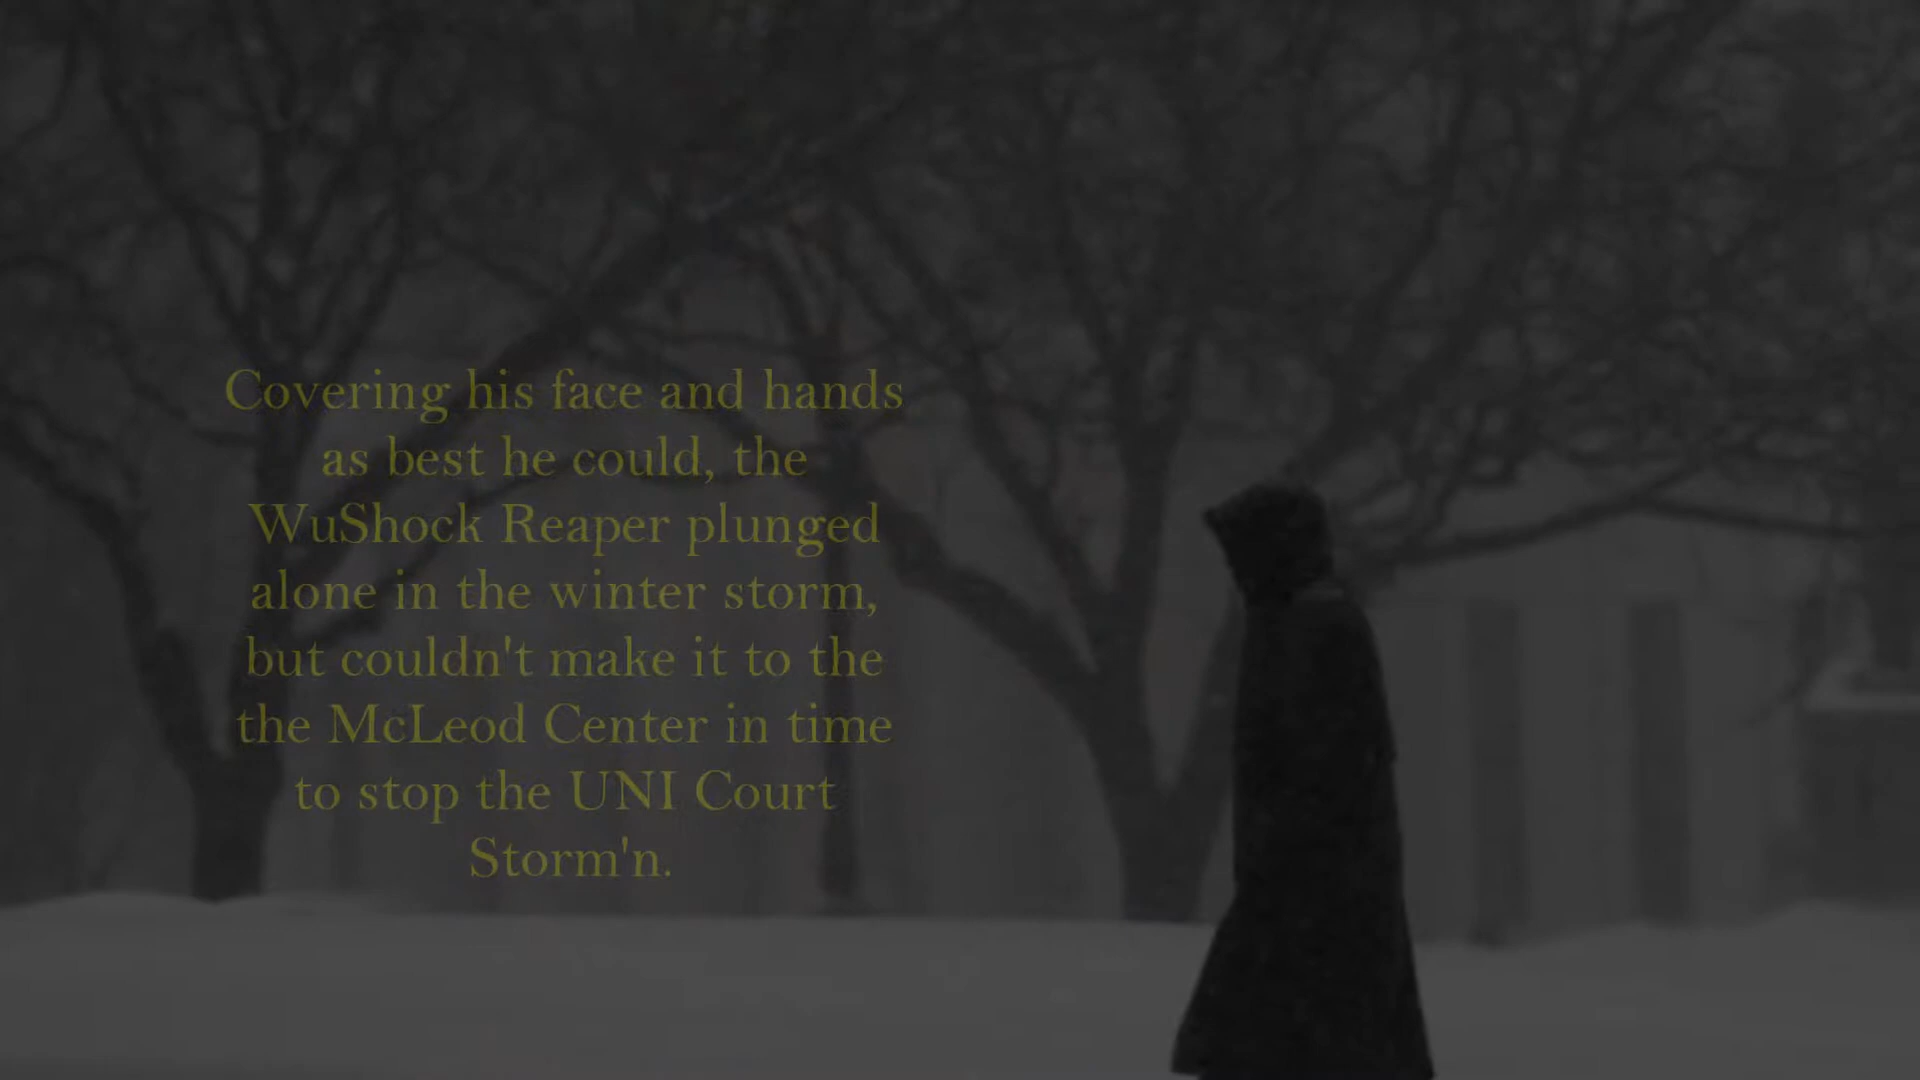 Covering his face and hands
as best he could, the
WuShock Reaper plunged
alone in the winter storm,
but couldn't make it to the
the McLeod Center in time
to stop the UNI Court
Storm'n.